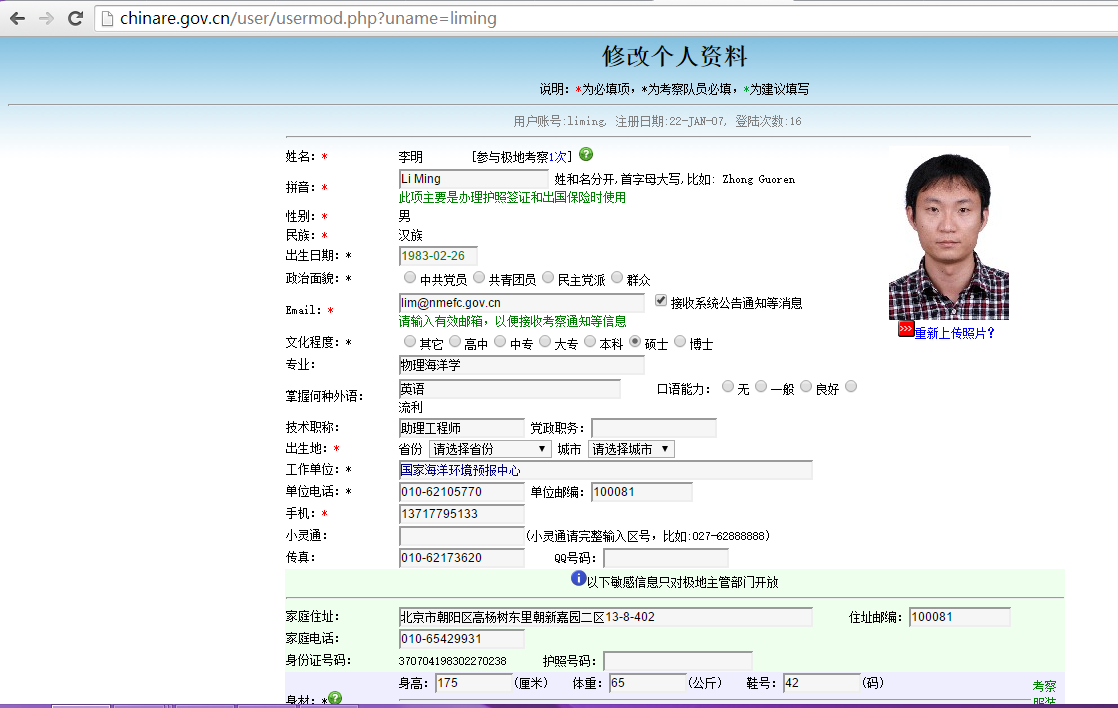 chinare.gov.cn/user/usermod.php?uname=liming
修改个人资料
说明：*为必填项，*为考察队员必填，*为建议填写
用户账号:liming, 注册日期:22-JAN-07, 登陆次数:16
姓名：* 李明 [参与极地考察1次] ?
拼音：* Li Ming 姓和名分开,首字母大写,比如: Zhong Guoren
此项主要是办理护照签证和出国保险时使用
性别：* 男
民族：* 汉族
出生日期：* 1983-02-26
政治面貌：* 中共党员 共青团员 民主党派 群众
Email：* lim@nmefc.gov.cn 接收系统公告通知等消息
请输入有效邮箱，以便接收考察通知等信息
>>>重新上传照片?
文化程度：* 其它 高中 中专 大专 本科 硕士 博士
专业： 物理海洋学
掌握何种外语： 英语 口语能力： 无 一般 良好
流利
技术职称： 助理工程师 党政职务：
出生地：* 省份 请选择省份 城市 请选择城市
工作单位：* 国家海洋环境预报中心
单位电话：* 010-62105770 单位邮编：100081
手机：* 13717795133
小灵通： (小灵通请完整输入区号，比如:027-62888888)
传真： 010-62173620 QQ号码：
i以下敏感信息只对极地主管部门开放
家庭住址： 北京市朝阳区高杨树东里朝新嘉园二区13-8-402 住址邮编：100081
家庭电话： 010-65429931
身份证号码： 370704198302270238 护照号码：
身高：175 (厘米) 体重：65 (公斤) 鞋号：42 (码)
身材：* ? 考察
服装